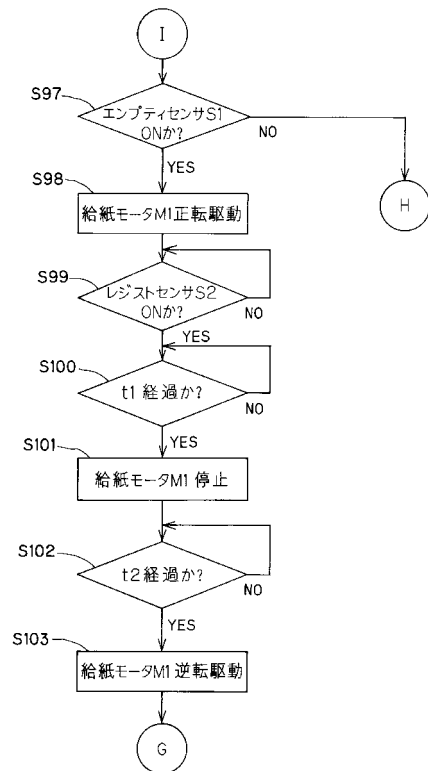 I
S97
エンプティセンサS1
ONか?
NO
YES
H
S98
給紙モータM1正転駆動
S99
レジストセンサS2
ONか?
NO
YES
S100
t1 経過か?
NO
YES
S101
給紙モータM1 停止
S102
t2経過か?
NO
YES
S103
給紙モータM1 逆転駆動
G